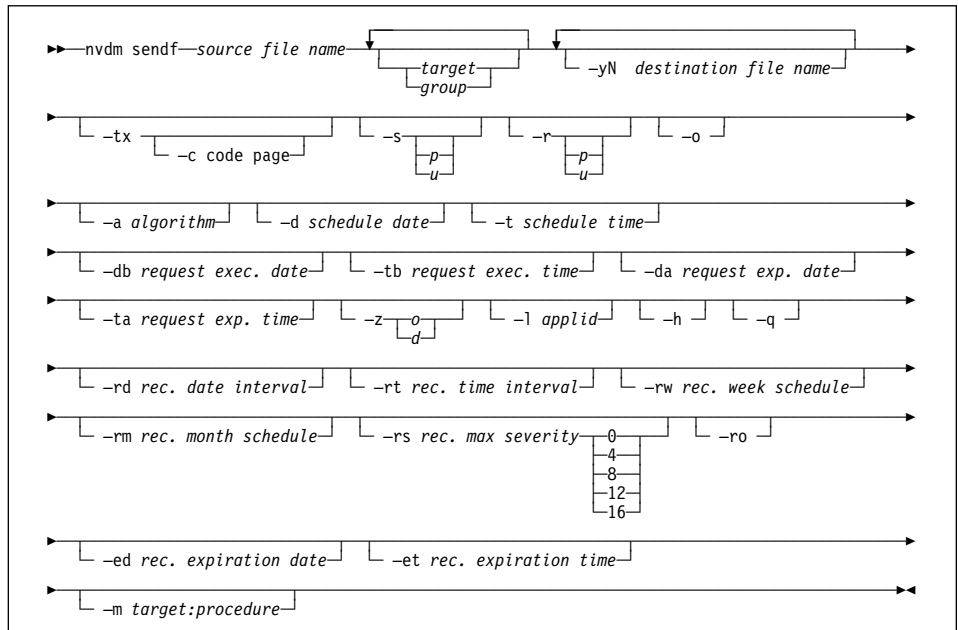 nvdm sendf source file name target –yN destination file name
group
–tx –s –r –o
–c code page p p
u u
–a algorithm –d schedule date –t schedule time
–db request exec. date –tb request exec. time –da request exp. date
–ta request exp. time –z o –l applid –h –q
d
–rd rec. date interval –rt rec. time interval –rw rec. week schedule
–rm rec. month schedule –rs rec. max severity 0 –ro
4
8
12
16
–ed rec. expiration date –et rec. expiration time
–m target:procedure